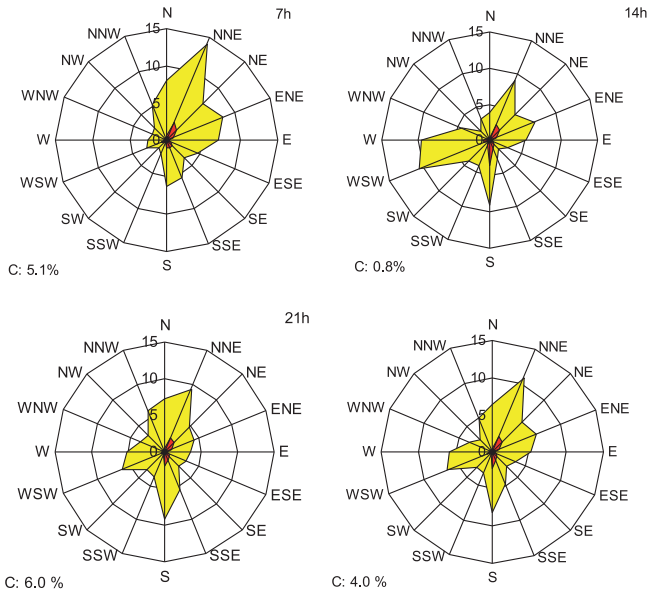 7h
N
NNE
NE
ENE
E
ESE
SE
SSE
S
SSW
SW
WSW
W
WNW
NW
NNW
15
10
5
0
C: 5.1%
14h
N
NNE
NE
ENE
E
ESE
SE
SSE
S
SSW
SW
WSW
W
WNW
NW
NNW
15
10
5
0
C: 0.8%
21h
N
NNE
NE
ENE
E
ESE
SE
SSE
S
SSW
SW
WSW
W
WNW
NW
NNW
15
10
5
0
C: 6.0 %
N
NNE
NE
ENE
E
ESE
SE
SSE
S
SSW
SW
WSW
W
WNW
NW
NNW
15
10
5
0
C: 4.0 %